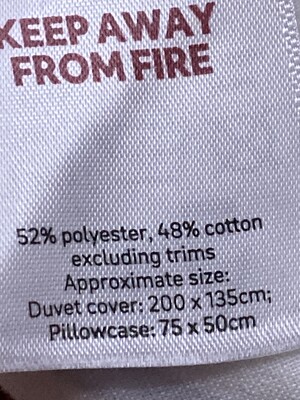 KEEP AWAY
FROM FIRE
52% polyester, 48% cotton
excluding trims
Approximate size:
Duvet cover: 200 x 135cm;
Pillowcase: 75 x 50cm